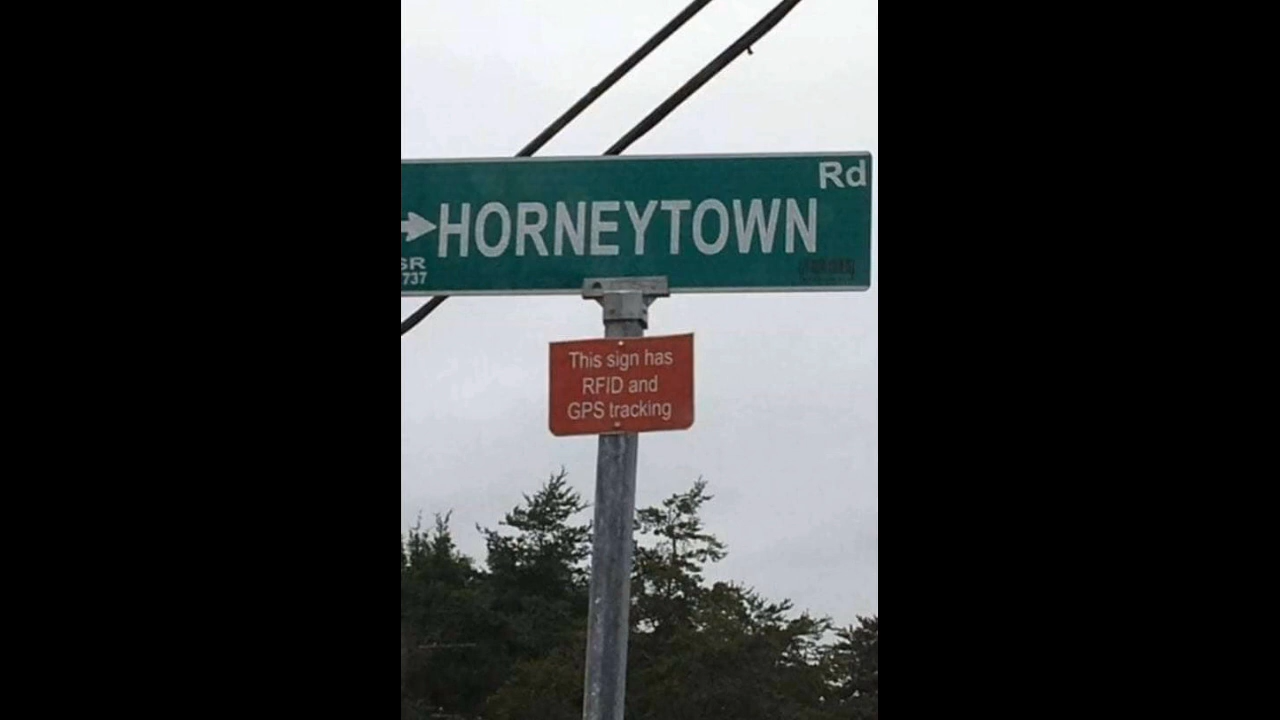 Rd
HORNEYTOWN
SR
737
This sign has
RFID and
GPS tracking